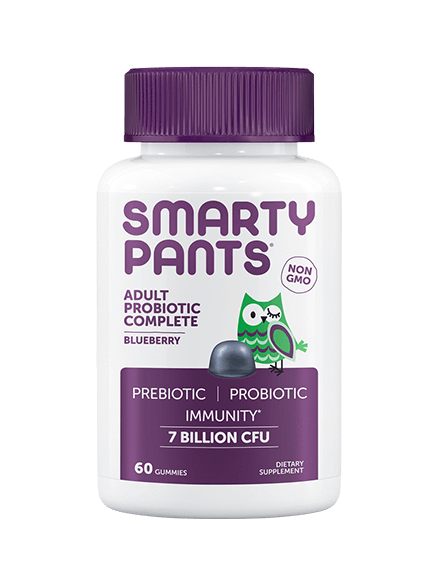 SMARTY
PANTS®
NON
GMO
ADULT
PROBIOTIC
COMPLETE
BLUEBERRY
PREBIOTIC | PROBIOTIC
IMMUNITY*
7 BILLION CFU
60 GUMMIES
DIETARY
SUPPLEMENT